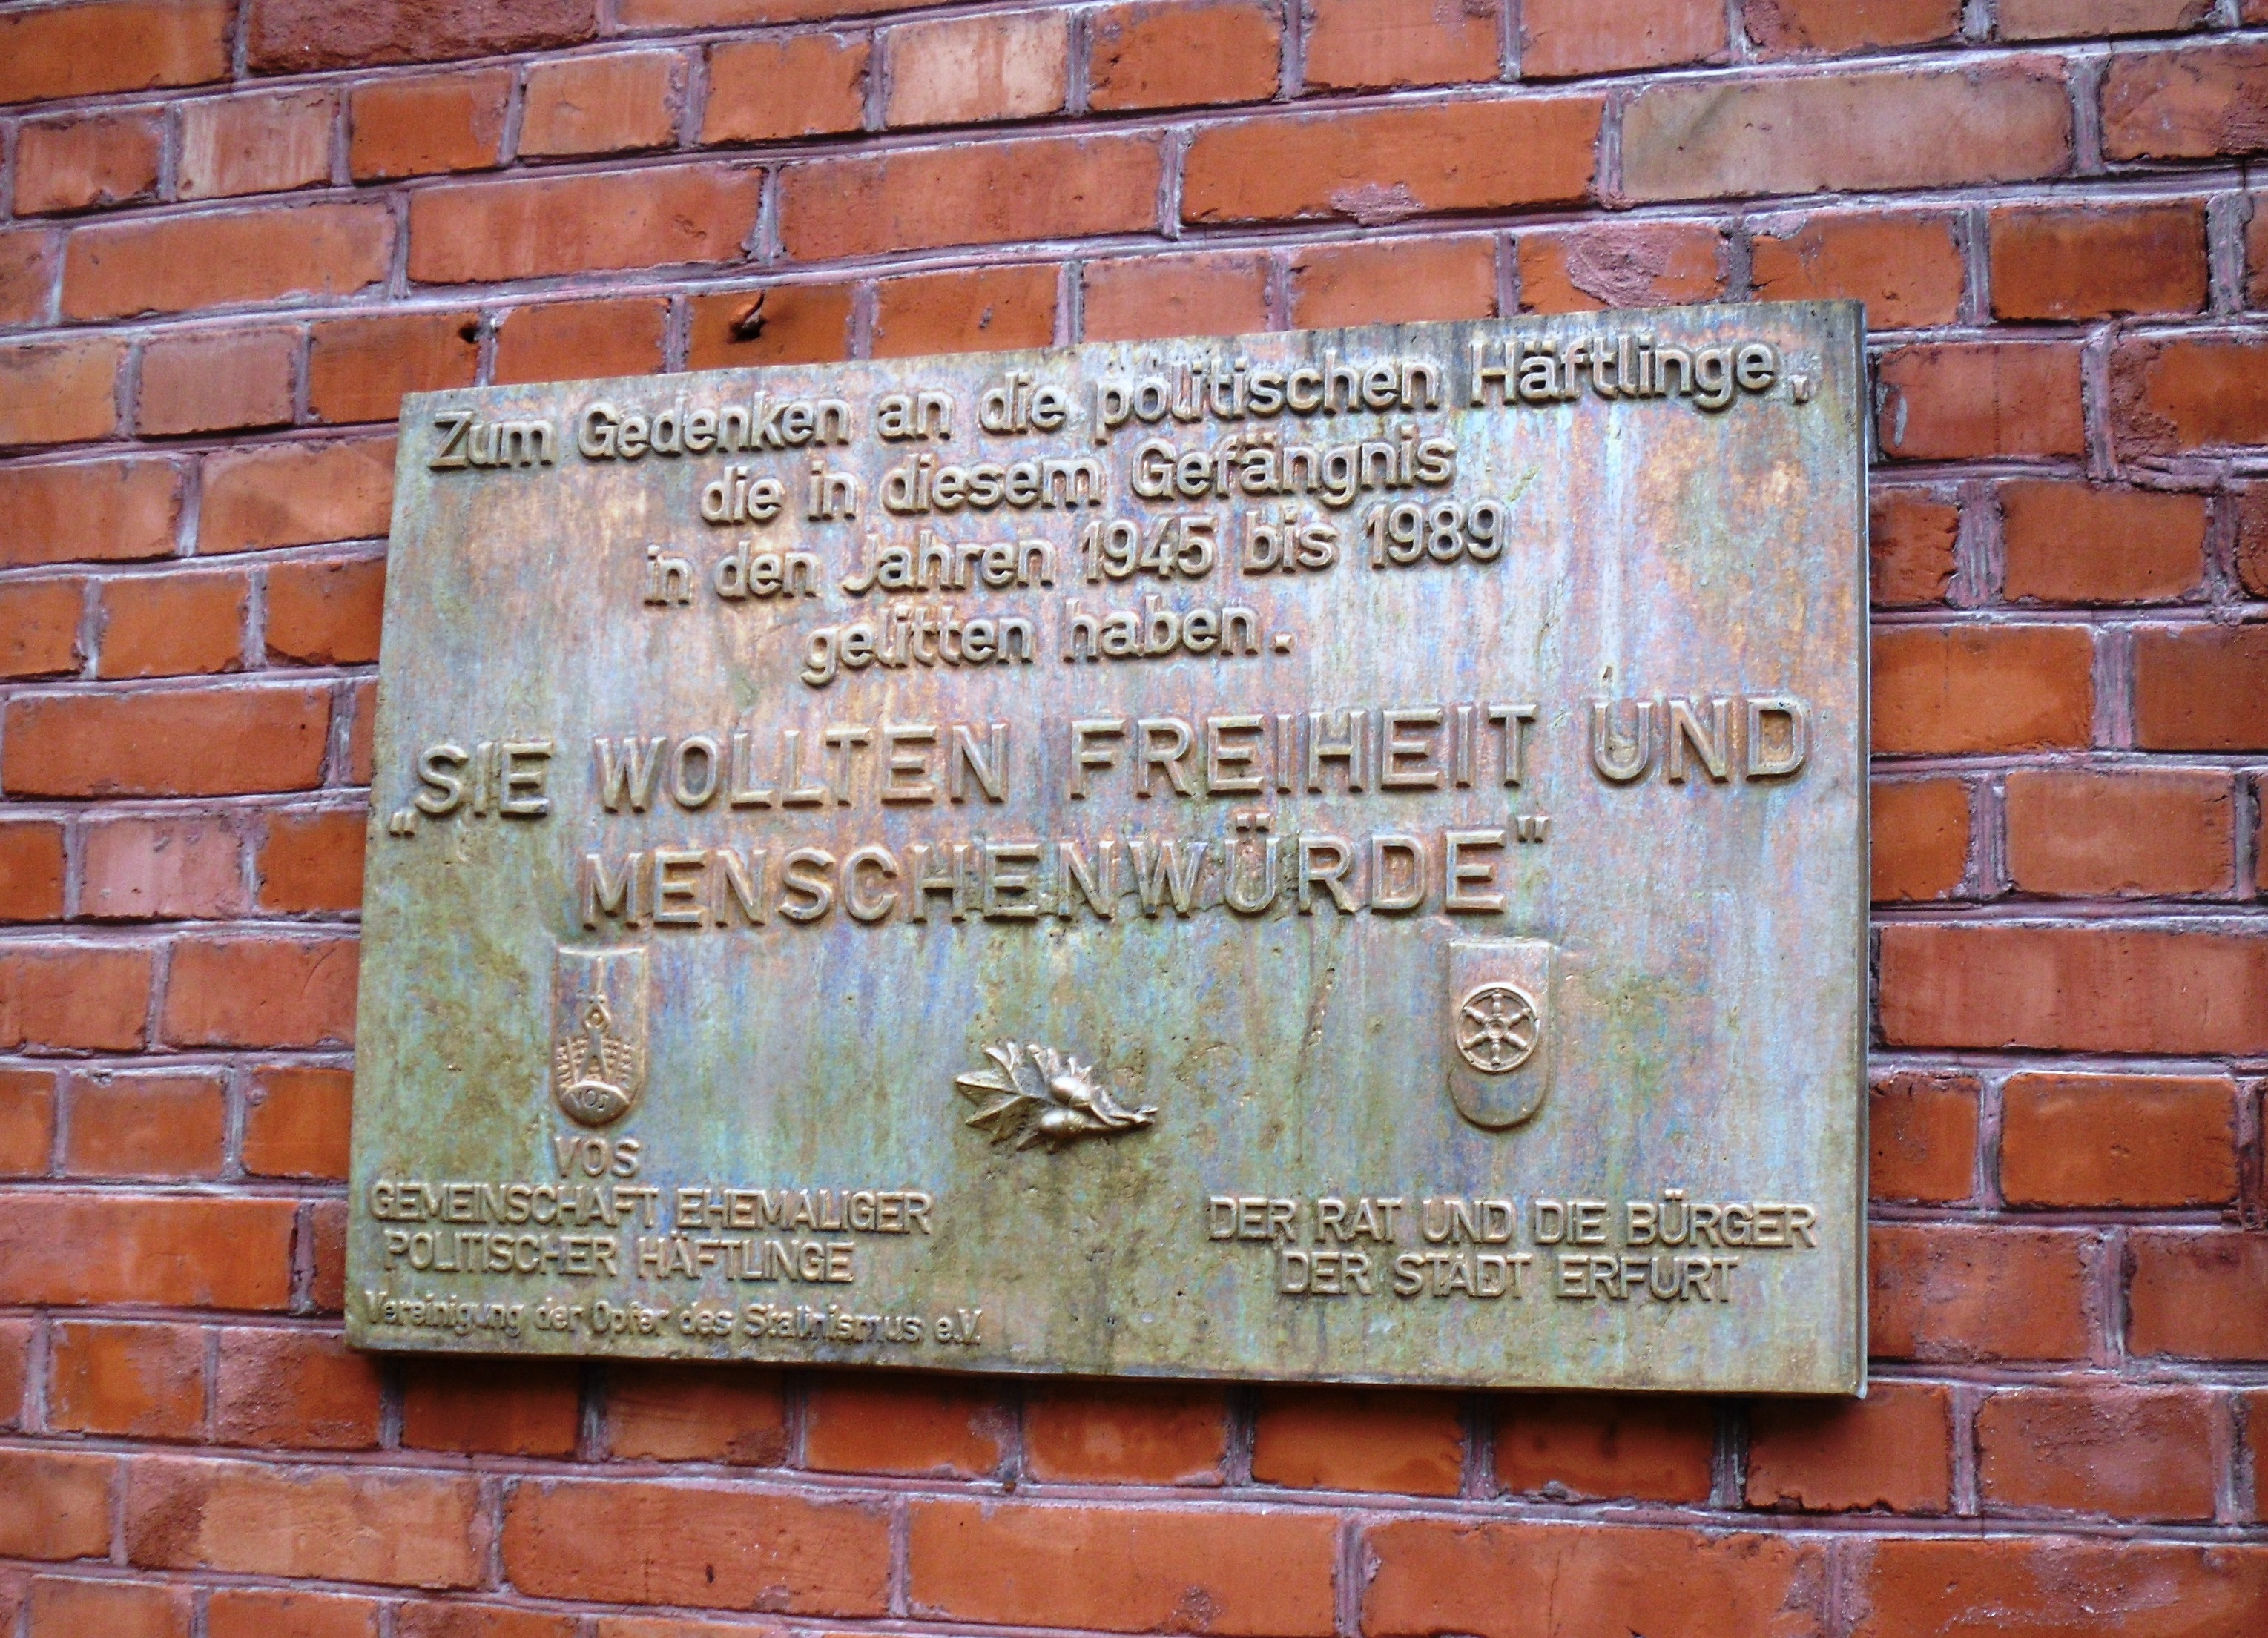 Zum Gedenken an die politischen Häftlinge,
die in diesem Gefängnis
in den Jahren 1945 bis 1989
gelitten haben.
„SIE WOLLTEN FREIHEIT UND
MENSCHENWÜRDE"
VOS
VOS
GEMEINSCHAFT EHEMALIGER
POLITISCHER HÄFTLINGE
Vereinigung der Opfer des Stalinismus e.V.
DER RAT UND DIE BÜRGER
DER STADT ERFURT